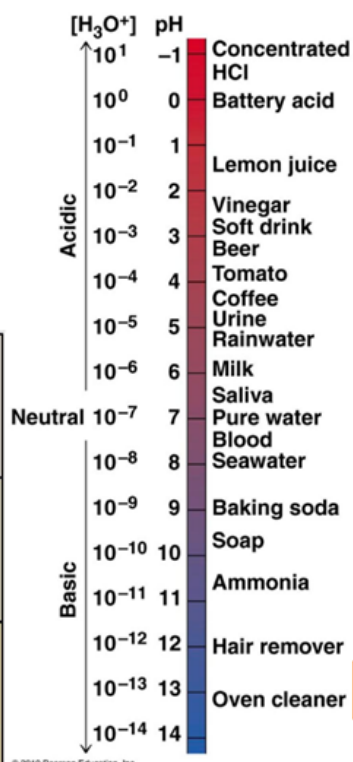 [H₃O⁺] pH
10¹ –1 Concentrated
HCl
10⁰ 0 Battery acid
10⁻¹ 1
Lemon juice
10⁻² 2
Vinegar
Soft drink
10⁻³ 3
Beer
Tomato
10⁻⁴ 4
Coffee
Urine
10⁻⁵ 5
Rainwater
10⁻⁶ 6 Milk
Saliva
Neutral 10⁻⁷ 7 Pure water
Blood
10⁻⁸ 8 Seawater
10⁻⁹ 9 Baking soda
Soap
10⁻¹⁰ 10
Ammonia
10⁻¹¹ 11
10⁻¹² 12 Hair remover
10⁻¹³ 13
Oven cleaner
10⁻¹⁴ 14
Acidic
Basic